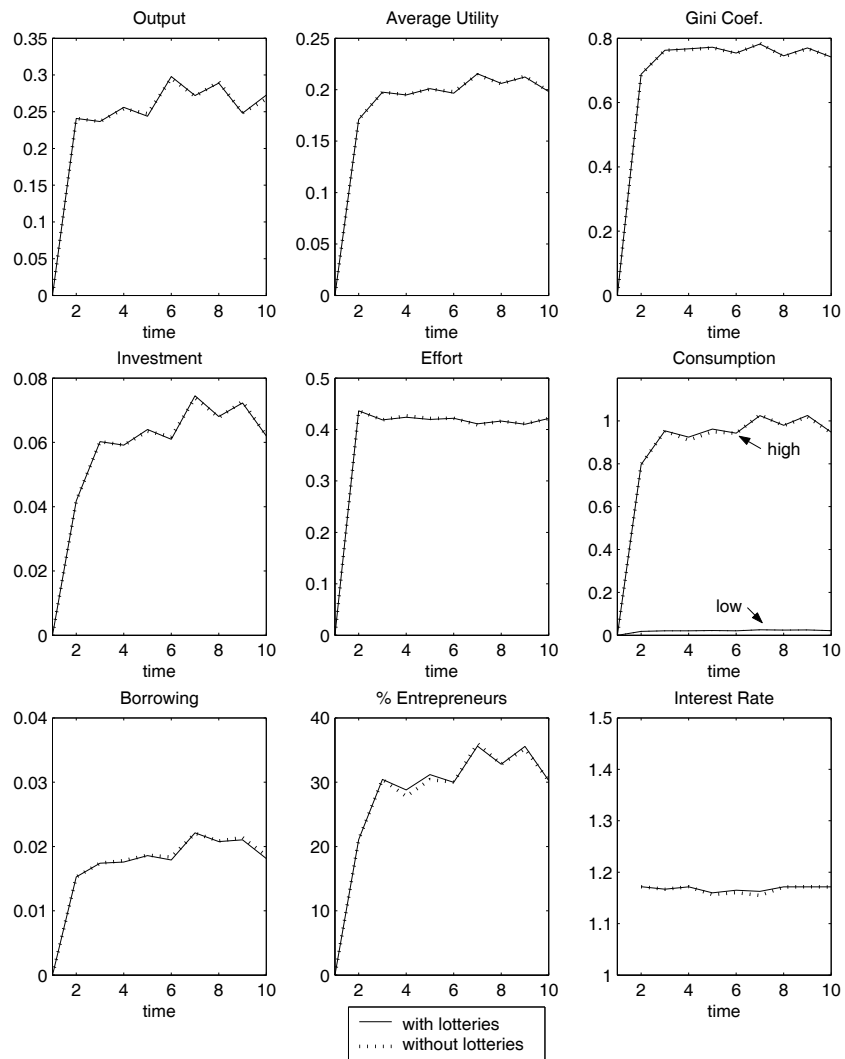 Output
0.35
0.3
0.25
0.2
0.15
0.1
0.05
0
2 4 6 8 10
time
Average Utility
0.25
0.2
0.15
0.1
0.05
0
2 4 6 8 10
time
Gini Coef.
0.8
0.6
0.4
0.2
0
2 4 6 8 10
time
Investment
0.08
0.06
0.04
0.02
0
2 4 6 8 10
time
Effort
0.5
0.4
0.3
0.2
0.1
0
2 4 6 8 10
time
Consumption
1
0.8
0.6
0.4
0.2
0
high
low
2 4 6 8 10
time
Borrowing
0.04
0.03
0.02
0.01
0
2 4 6 8 10
time
% Entrepreneurs
40
30
20
10
0
2 4 6 8 10
time
Interest Rate
1.5
1.4
1.3
1.2
1.1
1
2 4 6 8 10
time
with lotteries
without lotteries